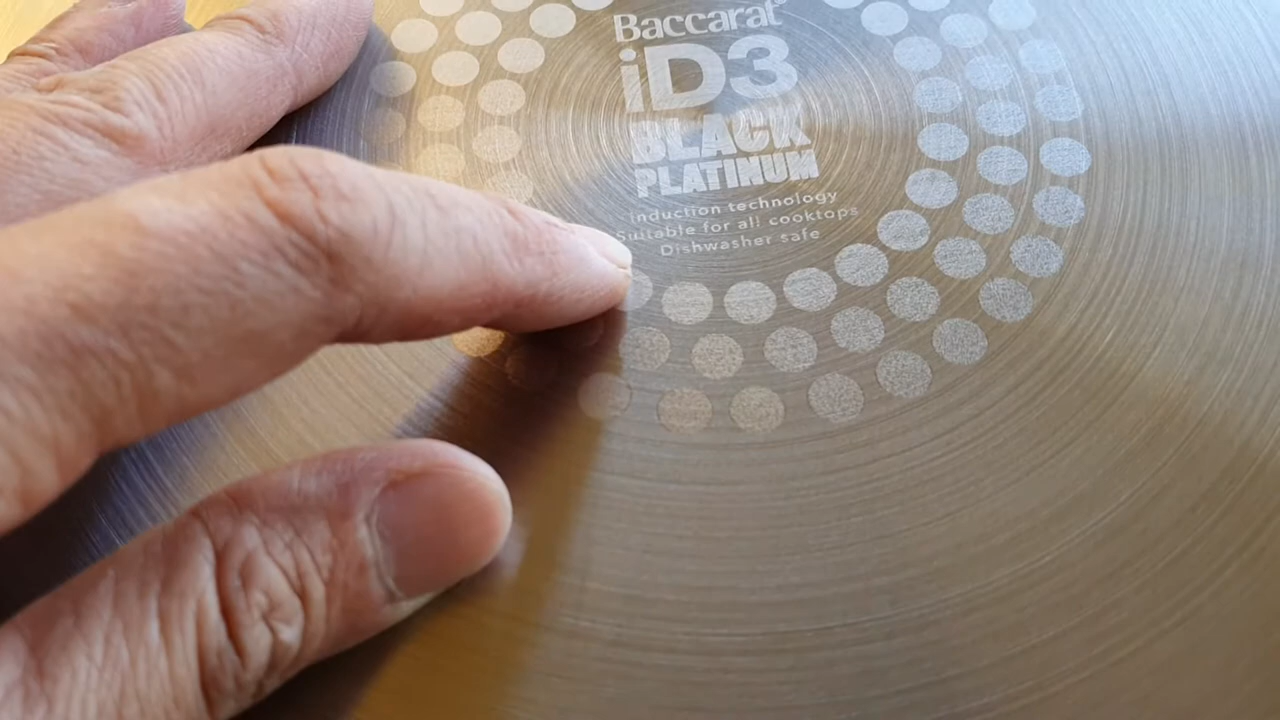 Baccarat
iD3
BLACK
PLATINUM
Induction technology
Suitable for all cooktops
Dishwasher safe